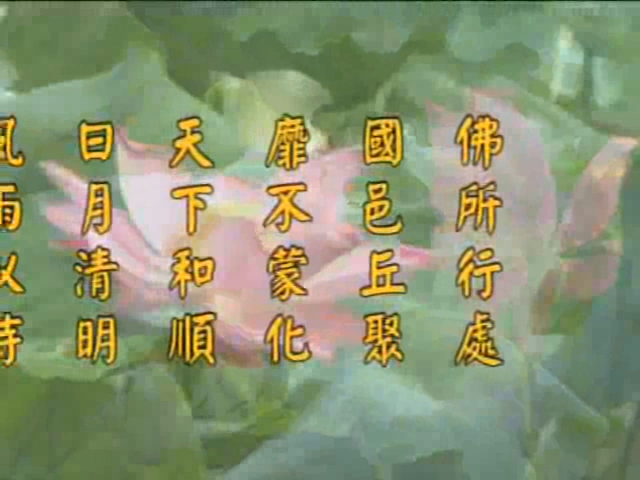 佛所行處
國邑丘聚
靡不蒙化
天下和順
日月清明
風雨以時